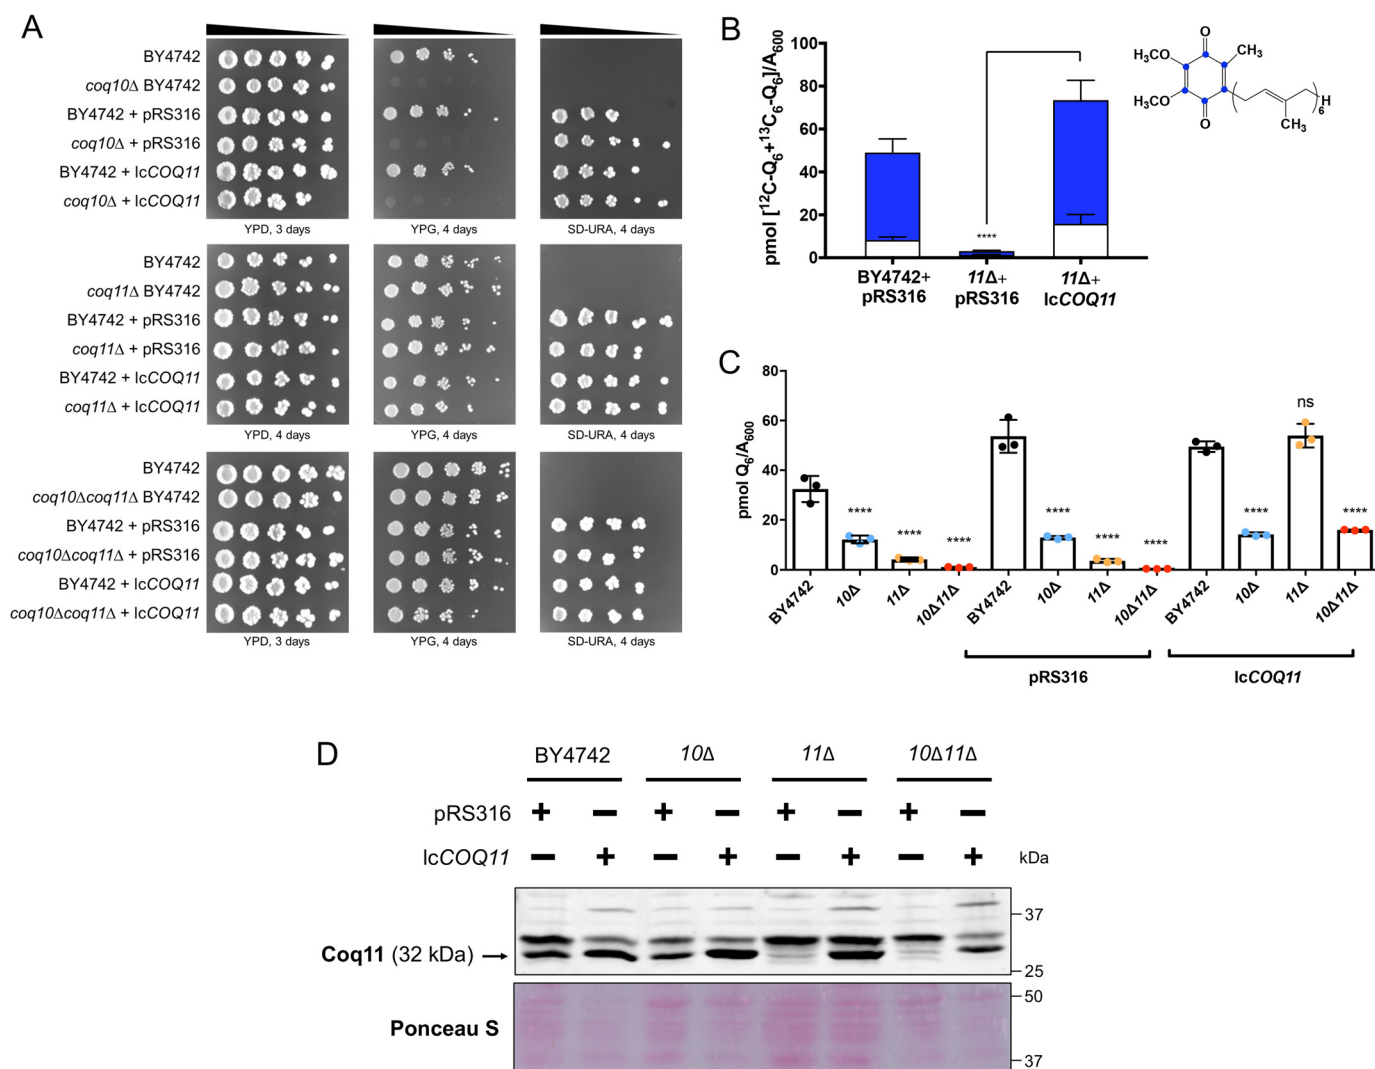 A
BY4742
coq10Δ BY4742
BY4742 + pRS316
coq10Δ + pRS316
BY4742 + lcCOQ11
coq10Δ + lcCOQ11
YPD, 3 days
YPG, 4 days
SD-URA, 4 days
BY4742
coq11Δ BY4742
BY4742 + pRS316
coq11Δ + pRS316
BY4742 + lcCOQ11
coq11Δ + lcCOQ11
YPD, 4 days
YPG, 4 days
SD-URA, 4 days
BY4742
coq10Δcoq11Δ BY4742
BY4742 + pRS316
coq10Δcoq11Δ + pRS316
BY4742 + lcCOQ11
coq10Δcoq11Δ + lcCOQ11
YPD, 3 days
YPG, 4 days
SD-URA, 4 days
B
pmol [¹²C-Q₆+¹³C₆-Q₆]/A₆₀₀
100
80
60
40
20
0
****
BY4742+
pRS316
11Δ+
pRS316
11Δ+
lcCOQ11
O
H₃CO
CH₃
H₃CO
O
CH₃
6
H
C
pmol Q₆/A₆₀₀
80
60
40
20
0
****
****
****
****
****
****
****
ns
****
BY4742
10Δ
11Δ
10Δ11Δ
BY4742
10Δ
11Δ
10Δ11Δ
BY4742
10Δ
11Δ
10Δ11Δ
pRS316
lcCOQ11
D
BY4742
10Δ
11Δ
10Δ11Δ
pRS316
+ − + − + − + −
lcCOQ11
− + − + − + − +
kDa
37
Coq11 (32 kDa)
25
50
Ponceau S
37